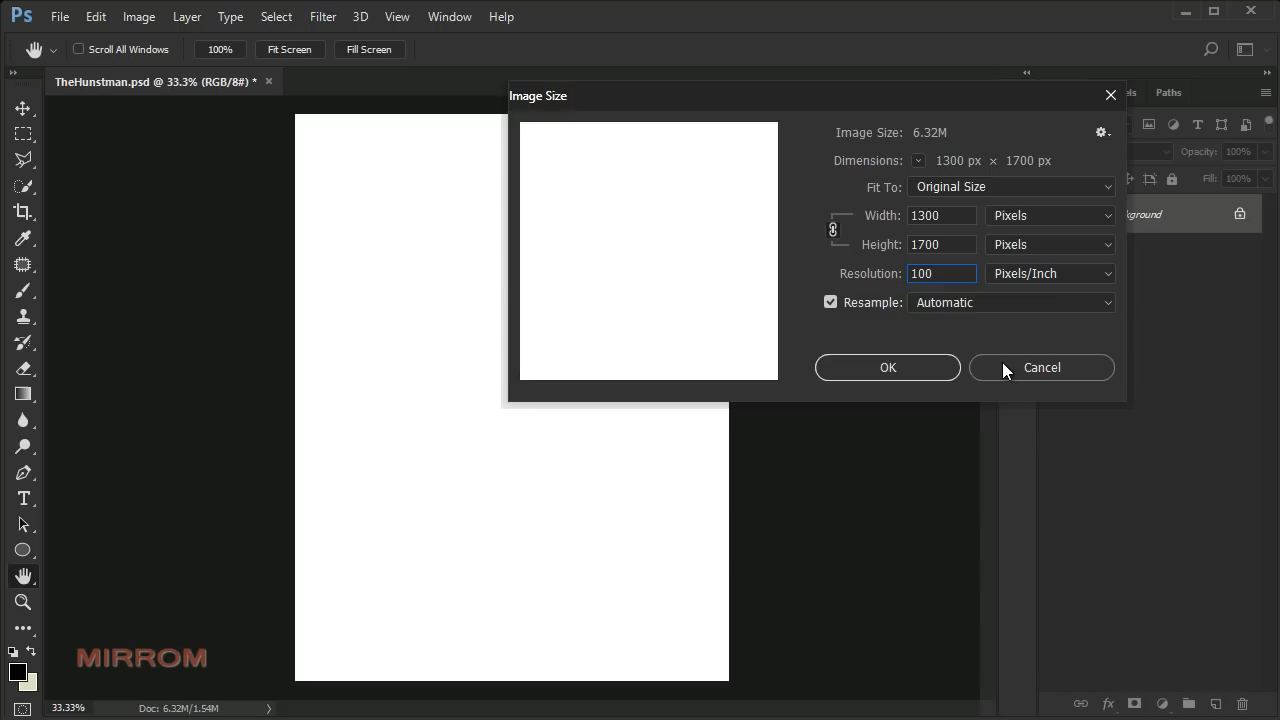 Ps File Edit Image Layer Type Select Filter 3D View Window Help
Scroll All Windows 100% Fit Screen Fill Screen
TheHunstman.psd @ 33.3% (RGB/8#) *
Paths
Image Size
Image Size: 6.32M
Dimensions: 1300 px × 1700 px
Fit To: Original Size
Opacity: 100%
Fill: 100%
Width: 1300 Pixels
Height: 1700 Pixels
Resolution: 100 Pixels/Inch
Resample: Automatic
OK Cancel
MIRROM
33.33% Doc: 6.32M/1.54M